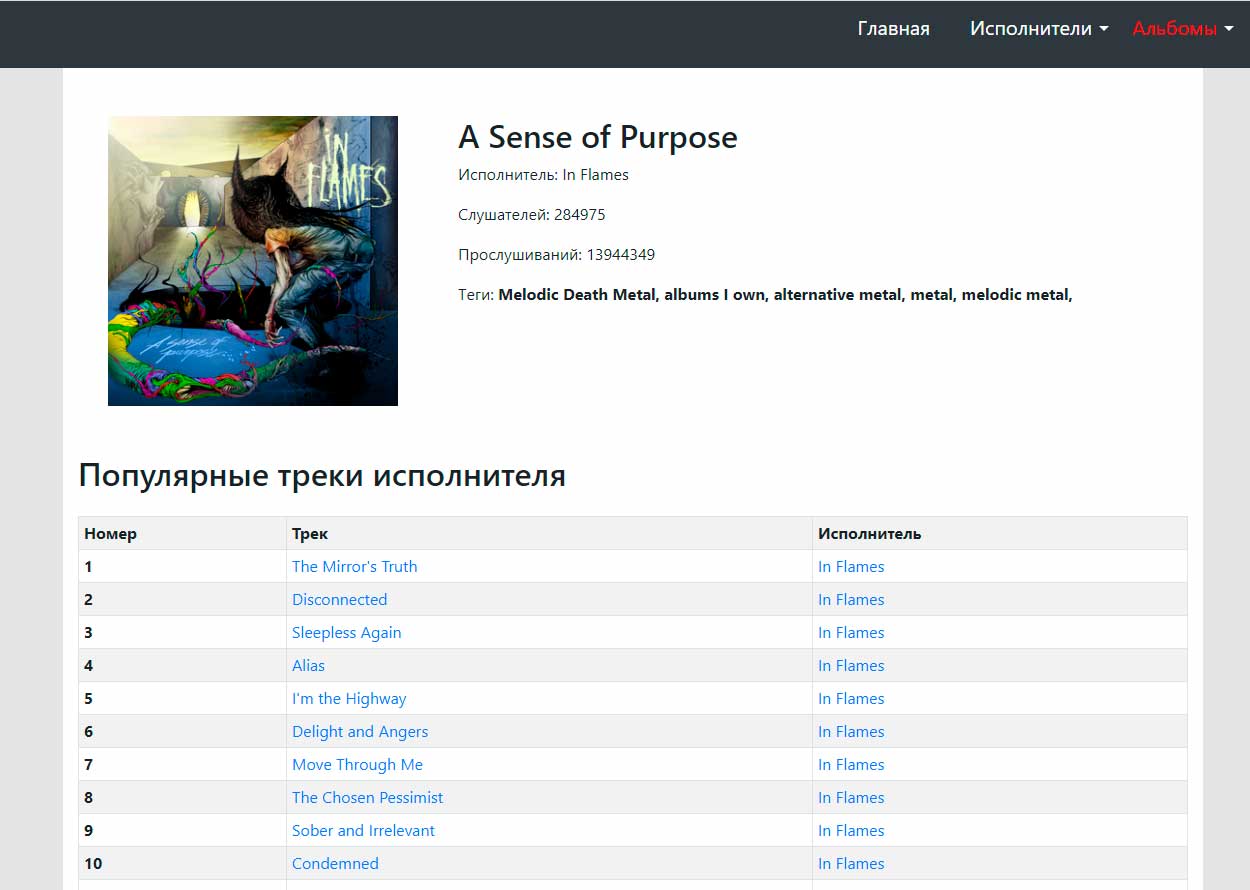 Главная Исполнители Альбомы
IN
FLAMES
A sense of
purpose...
A Sense of Purpose
Исполнитель: In Flames
Слушателей: 284975
Прослушиваний: 13944349
Теги: Melodic Death Metal, albums I own, alternative metal, metal, melodic metal,
Популярные треки исполнителя
Номер Трек Исполнитель
1 The Mirror's Truth In Flames
2 Disconnected In Flames
3 Sleepless Again In Flames
4 Alias In Flames
5 I'm the Highway In Flames
6 Delight and Angers In Flames
7 Move Through Me In Flames
8 The Chosen Pessimist In Flames
9 Sober and Irrelevant In Flames
10 Condemned In Flames